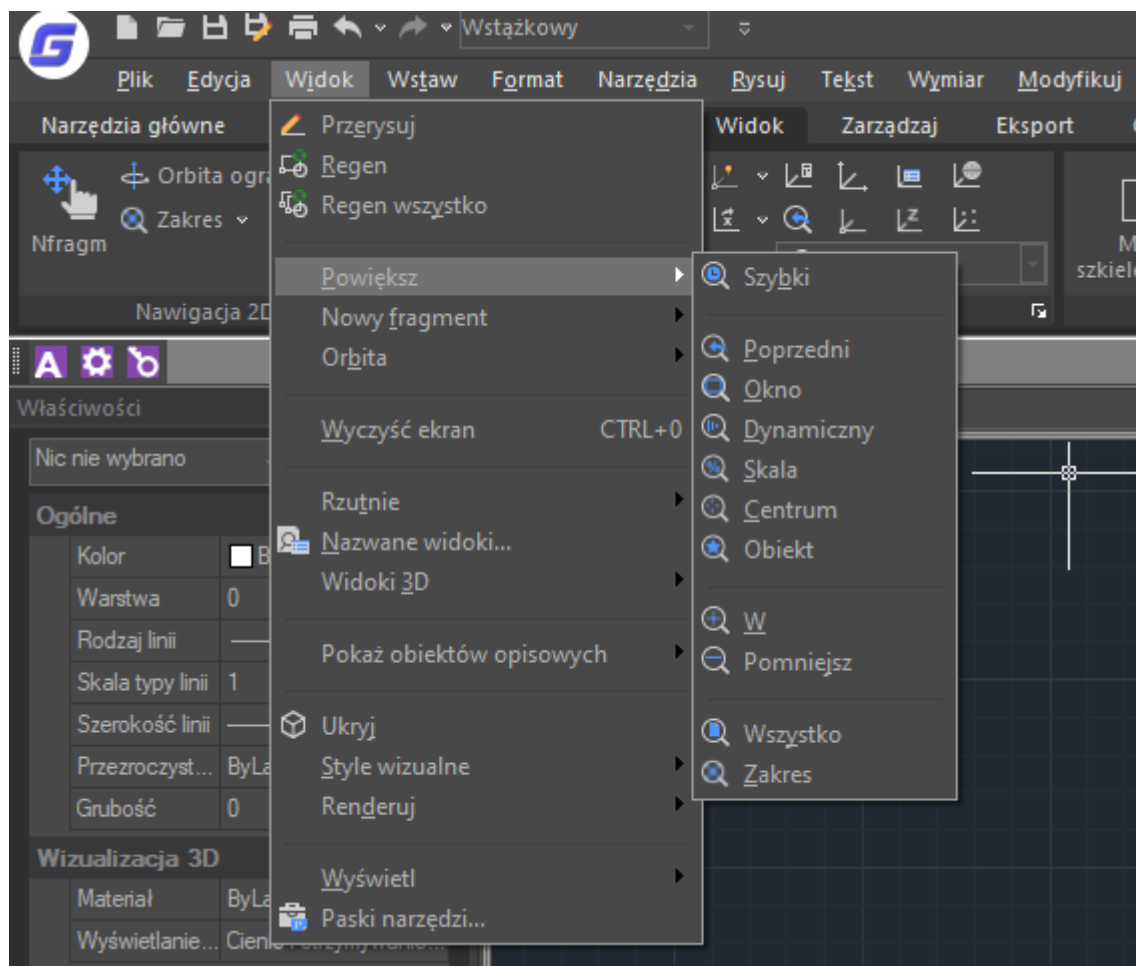 Wstążkowy
Plik Edycja Widok Wstaw Format Narzędzia Rysuj Tekst Wymiar Modyfikuj
Narzędzia główne Widok Zarządzaj Eksport
Orbita
Zakres
Nfragm
Nawigacja 2D
Przerysuj
Regen
Regen wszystko
Powiększ
Nowy fragment
Orbita
Wyczyść ekran CTRL+0
Rzutnie
Nazwane widoki...
Widoki 3D
Pokaż obiektów opisowych
Ukryj
Style wizualne
Renderuj
Wyświetl
Paski narzędzi...
Szybki
Poprzedni
Okno
Dynamiczny
Skala
Centrum
Obiekt
W
Pomniejsz
Wszystko
Zakres
Właściwości
Nic nie wybrano
Ogólne
Kolor B
Warstwa 0
Rodzaj linii
Skala typy linii 1
Szerokość linii
Przezroczyst... ByLa
Grubość 0
Wizualizacja 3D
Materiał ByLa
Wyświetlanie... Cieni